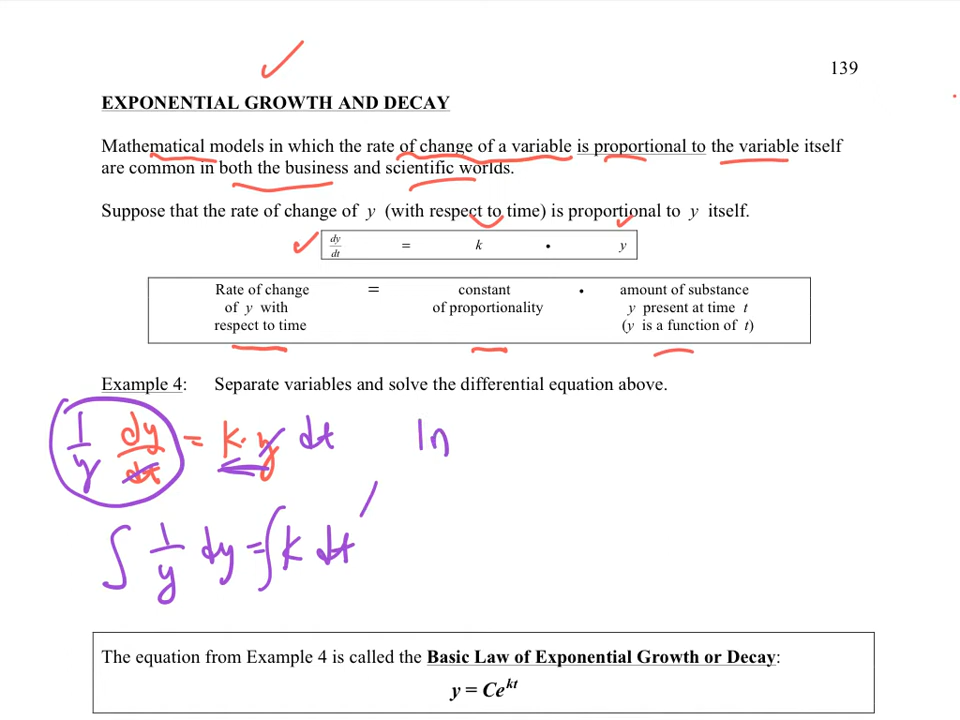 139
EXPONENTIAL GROWTH AND DECAY
Mathematical models in which the rate of change of a variable is proportional to the variable itself
are common in both the business and scientific worlds.
Suppose that the rate of change of y (with respect to time) is proportional to y itself.
dy/dt = k • y
Rate of change = constant • amount of substance
of y with of proportionality y present at time t
respect to time (y is a function of t)
Example 4: Separate variables and solve the differential equation above.
1/y dy/dt = k · y dt ln
∫ 1/y dy = ∫ k dt
The equation from Example 4 is called the Basic Law of Exponential Growth or Decay:
y = Ce^kt